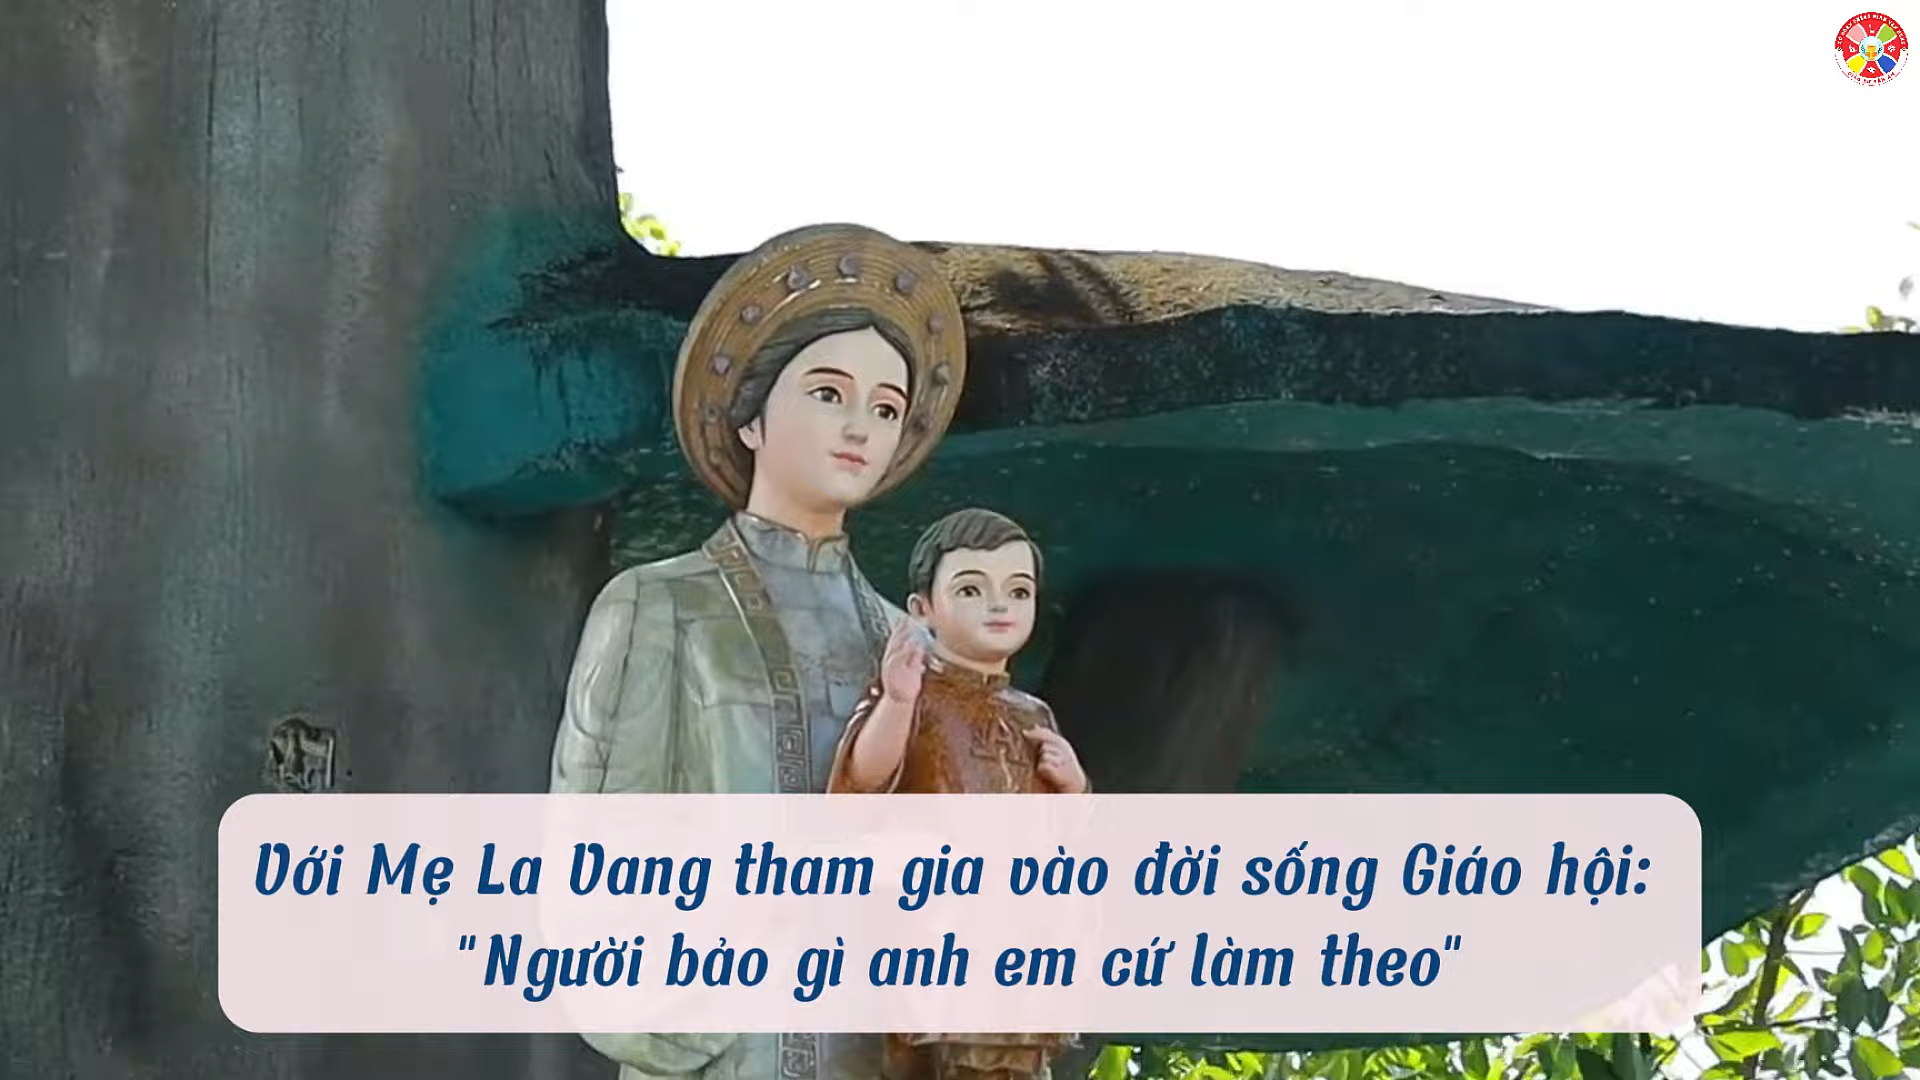 Với Mẹ La Vang tham gia vào đời sống Giáo hội:
"Người bảo gì anh em cứ làm theo"